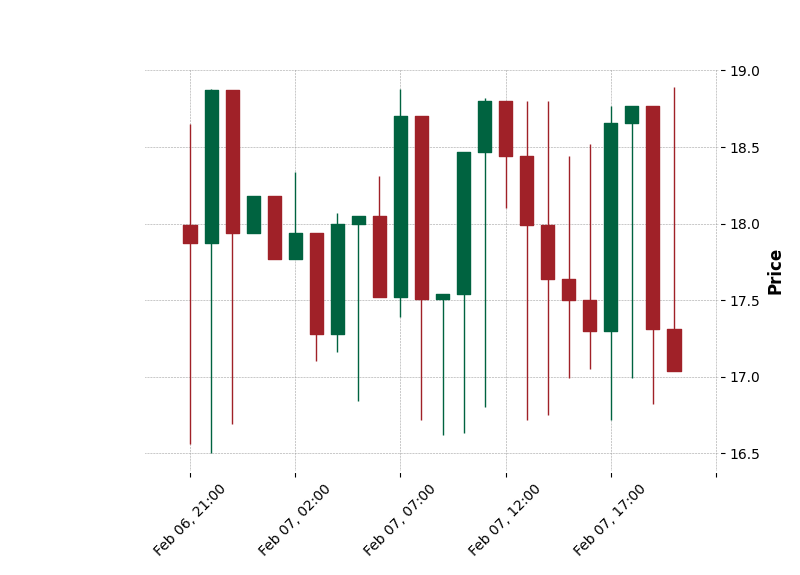 19.0
18.5
18.0
17.5
17.0
16.5
Price
Feb 06, 21:00
Feb 07, 02:00
Feb 07, 07:00
Feb 07, 12:00
Feb 07, 17:00